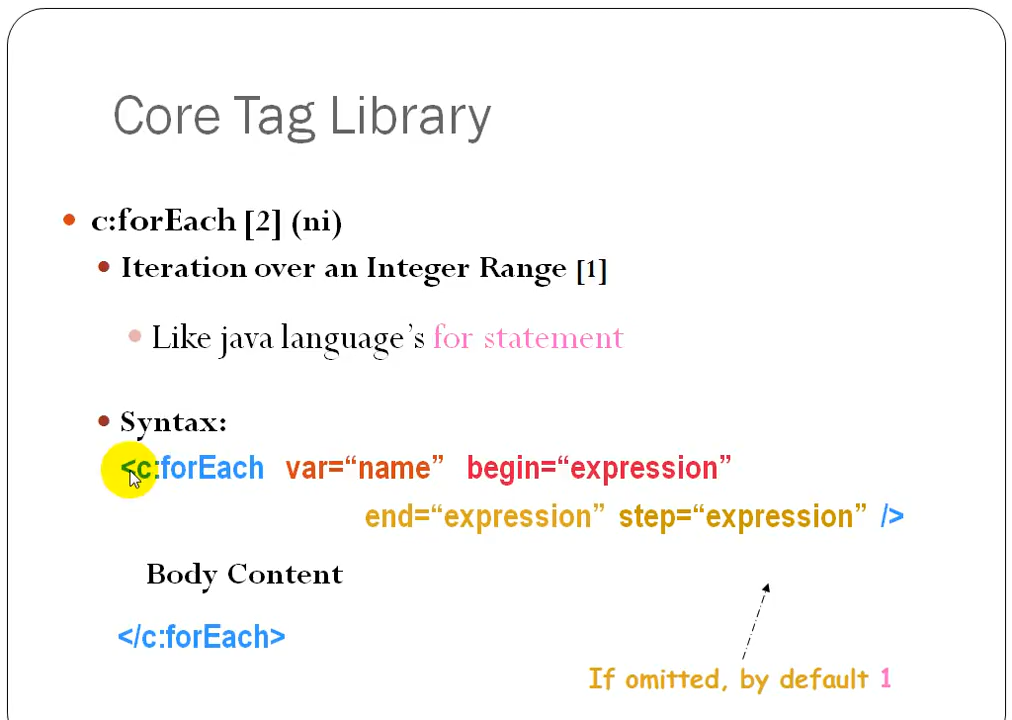 Core Tag Library
c:forEach [2] (ni)
Iteration over an Integer Range [1]
Like java language’s for statement
Syntax:
<c:forEach var=“name” begin=“expression”
end=“expression” step=“expression” />
Body Content
</c:forEach>
If omitted, by default 1